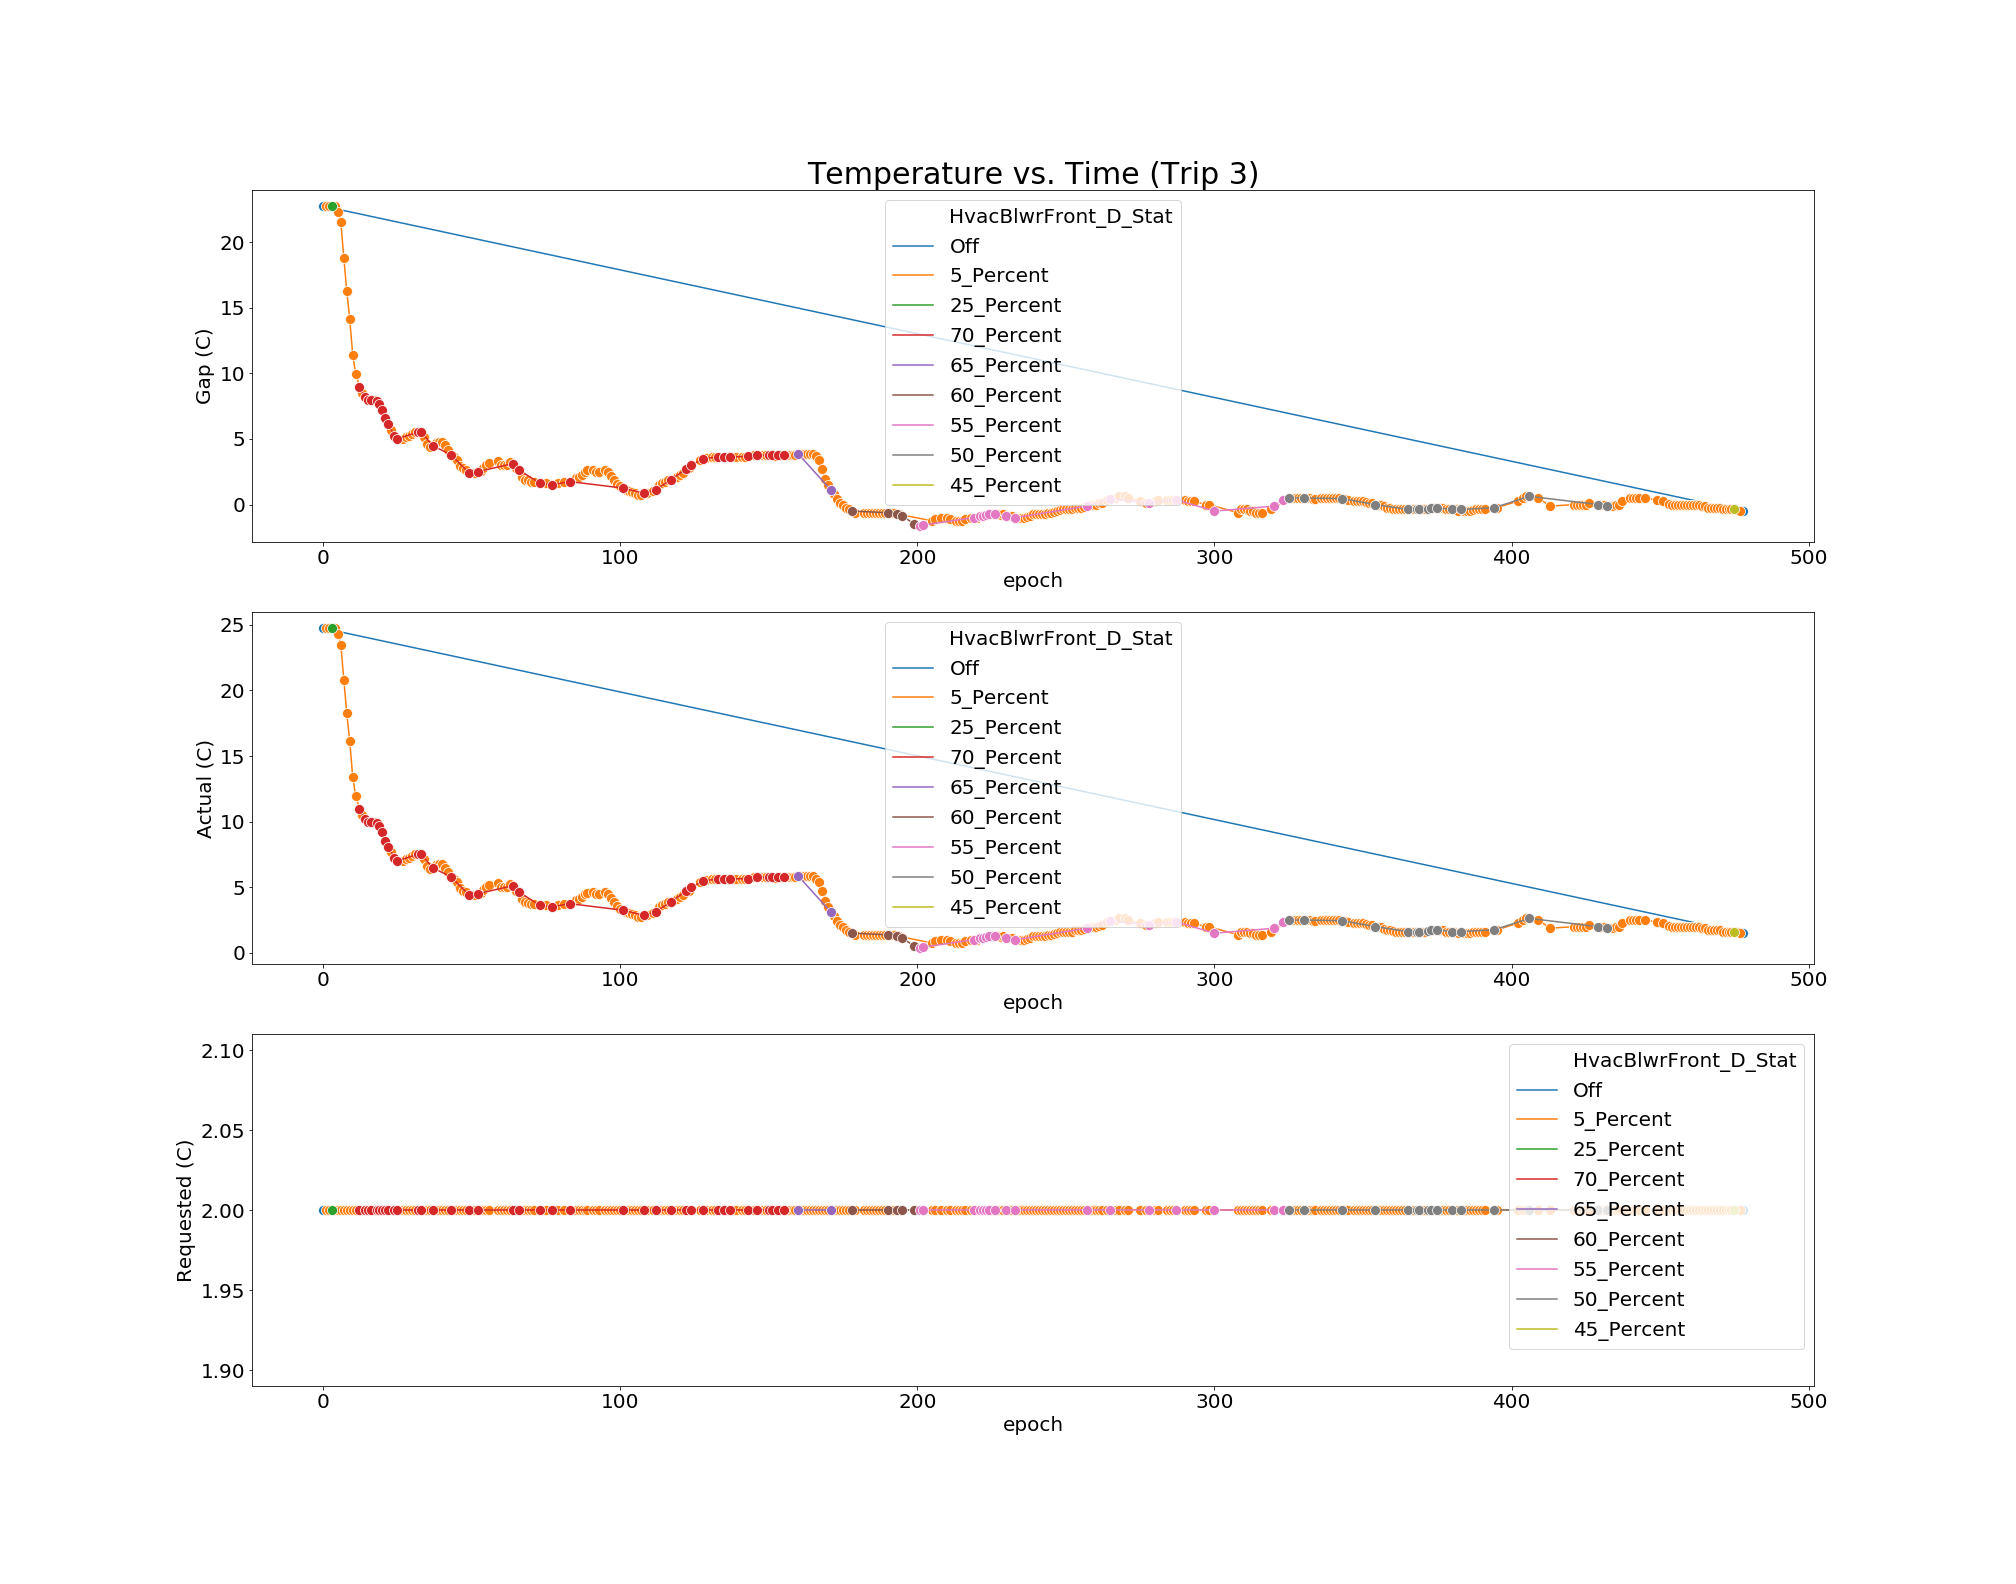 Temperature vs. Time (Trip 3)
Gap (C)
20
15
10
5
0
HvacBlwrFront_D_Stat
Off
5_Percent
25_Percent
70_Percent
65_Percent
60_Percent
55_Percent
50_Percent
45_Percent
0 100 200 300 400 500
epoch
Actual (C)
25
20
15
10
5
0
HvacBlwrFront_D_Stat
Off
5_Percent
25_Percent
70_Percent
65_Percent
60_Percent
55_Percent
50_Percent
45_Percent
0 100 200 300 400 500
epoch
Requested (C)
2.10
2.05
2.00
1.95
1.90
HvacBlwrFront_D_Stat
Off
5_Percent
25_Percent
70_Percent
65_Percent
60_Percent
55_Percent
50_Percent
45_Percent
0 100 200 300 400 500
epoch